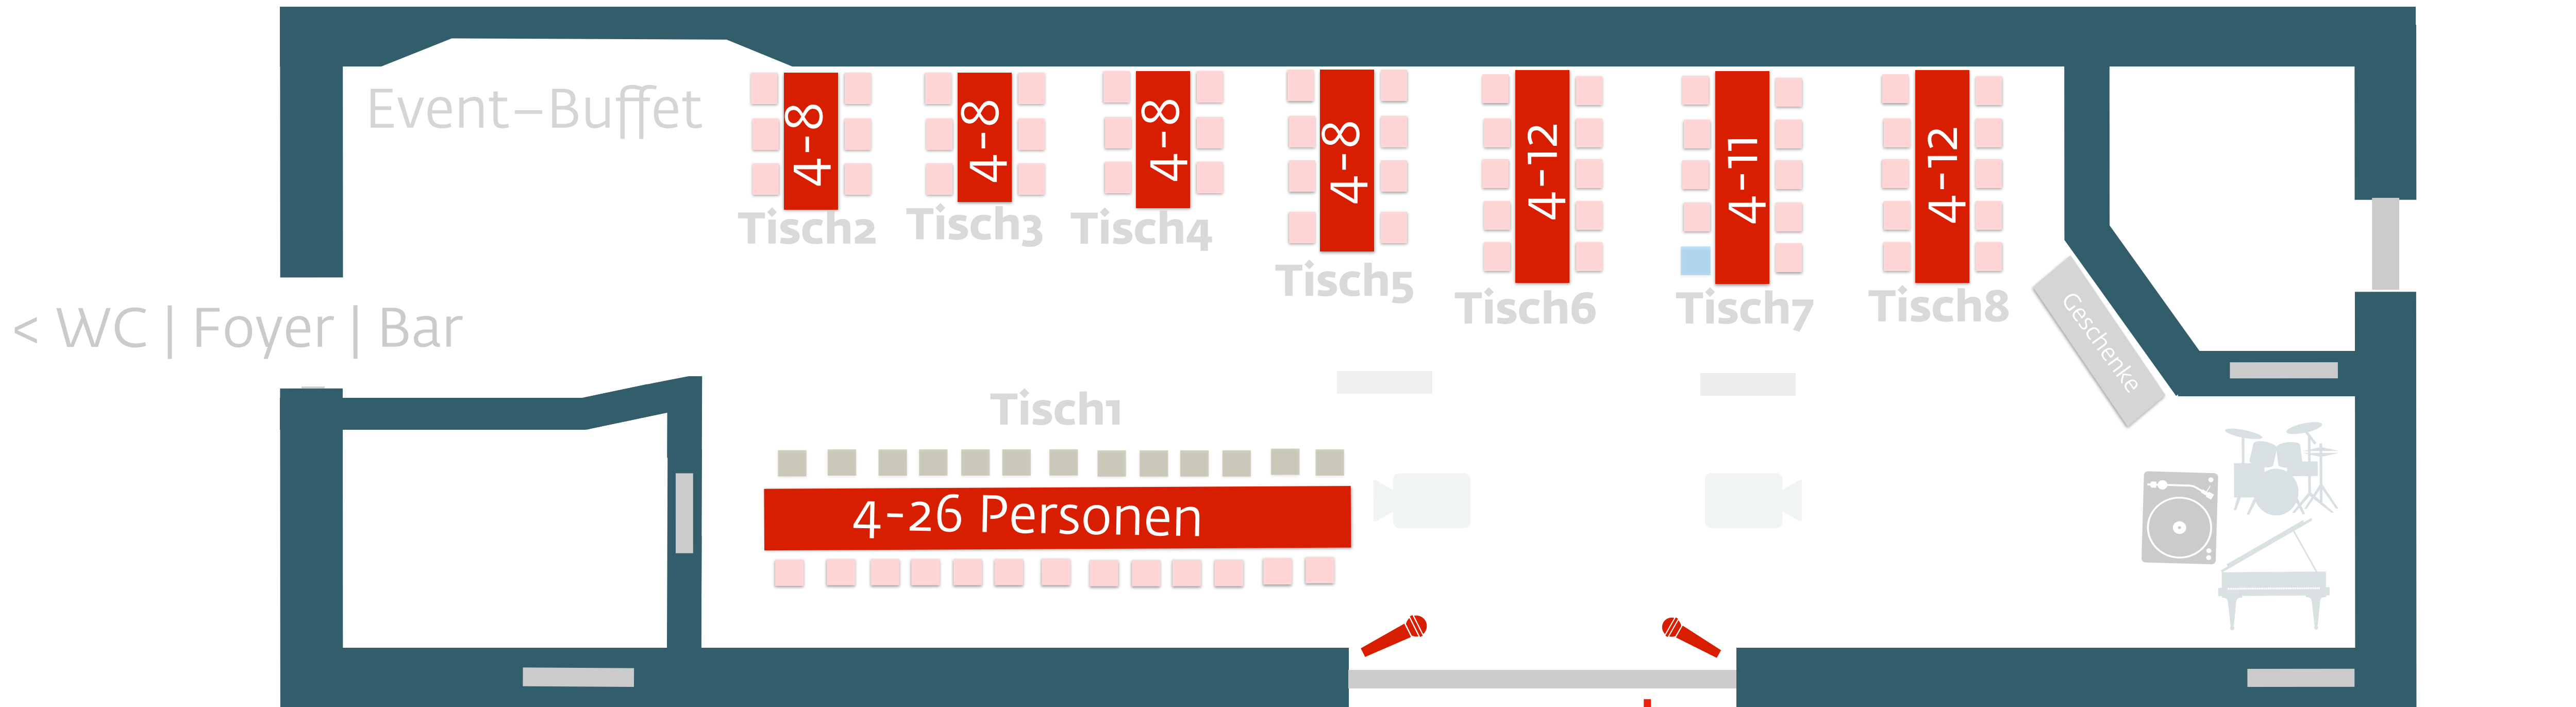 Event–Buffet
4-8
4-8
4-8
4-8
4-12
4-11
4-12
Tisch2
Tisch3
Tisch4
Tisch5
Tisch6
Tisch7
Tisch8
< WC | Foyer | Bar
Geschenke
Tisch1
4-26 Personen